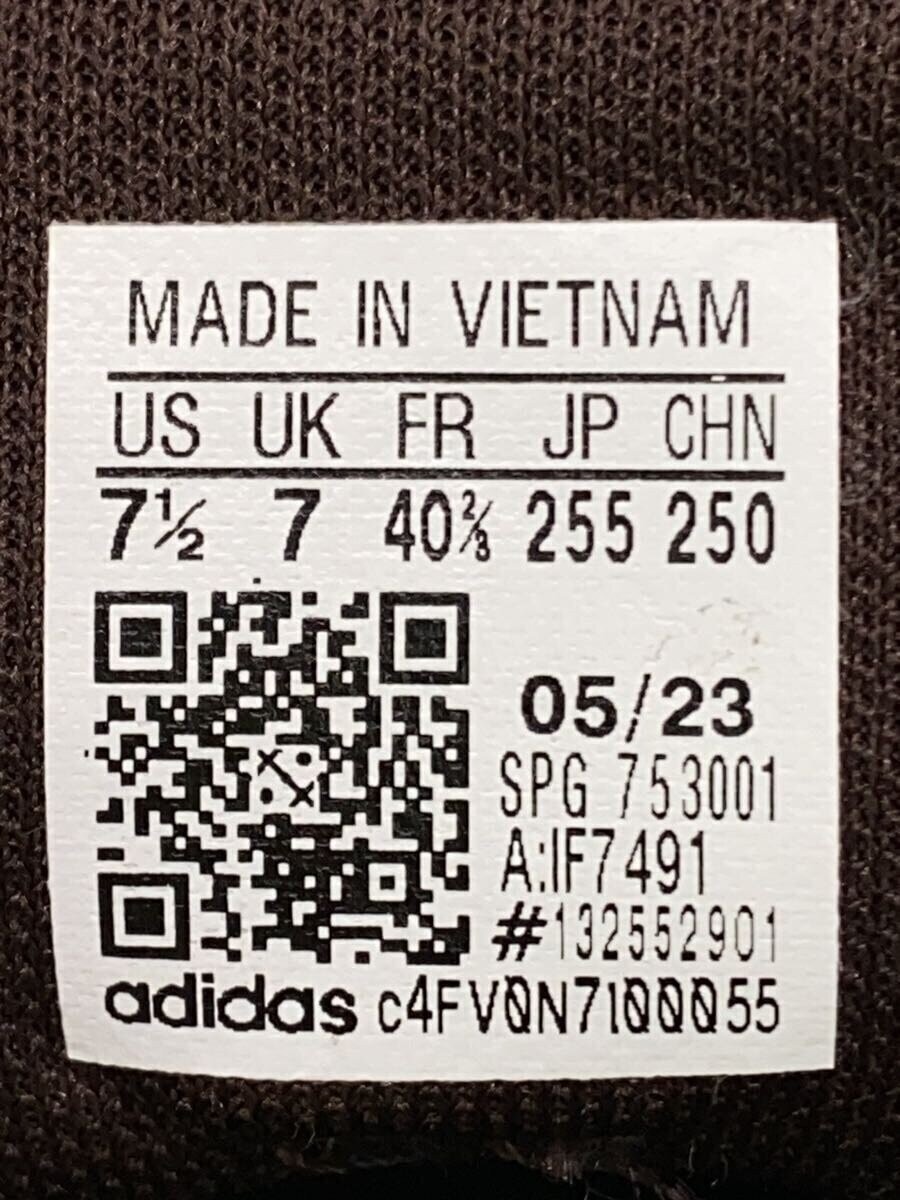 MADE IN VIETNAM
US UK FR JP CHN
7½ 7 40⅔ 255 250
05/23
SPG 753001
A:IF7491
#132552901
adidas c4FV0N7100055